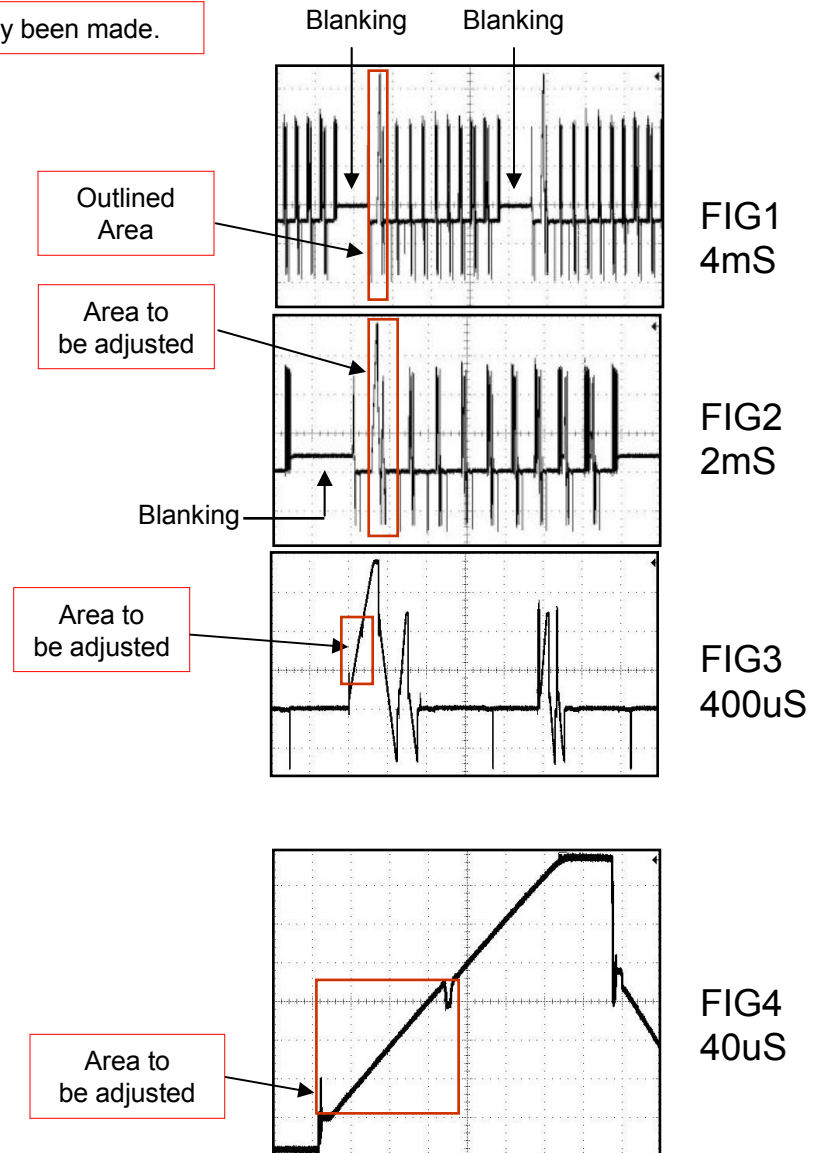 y been made.
Blanking
Blanking
Outlined
Area
FIG1
4mS
Area to
be adjusted
FIG2
2mS
Blanking
Area to
be adjusted
FIG3
400uS
FIG4
40uS
Area to
be adjusted